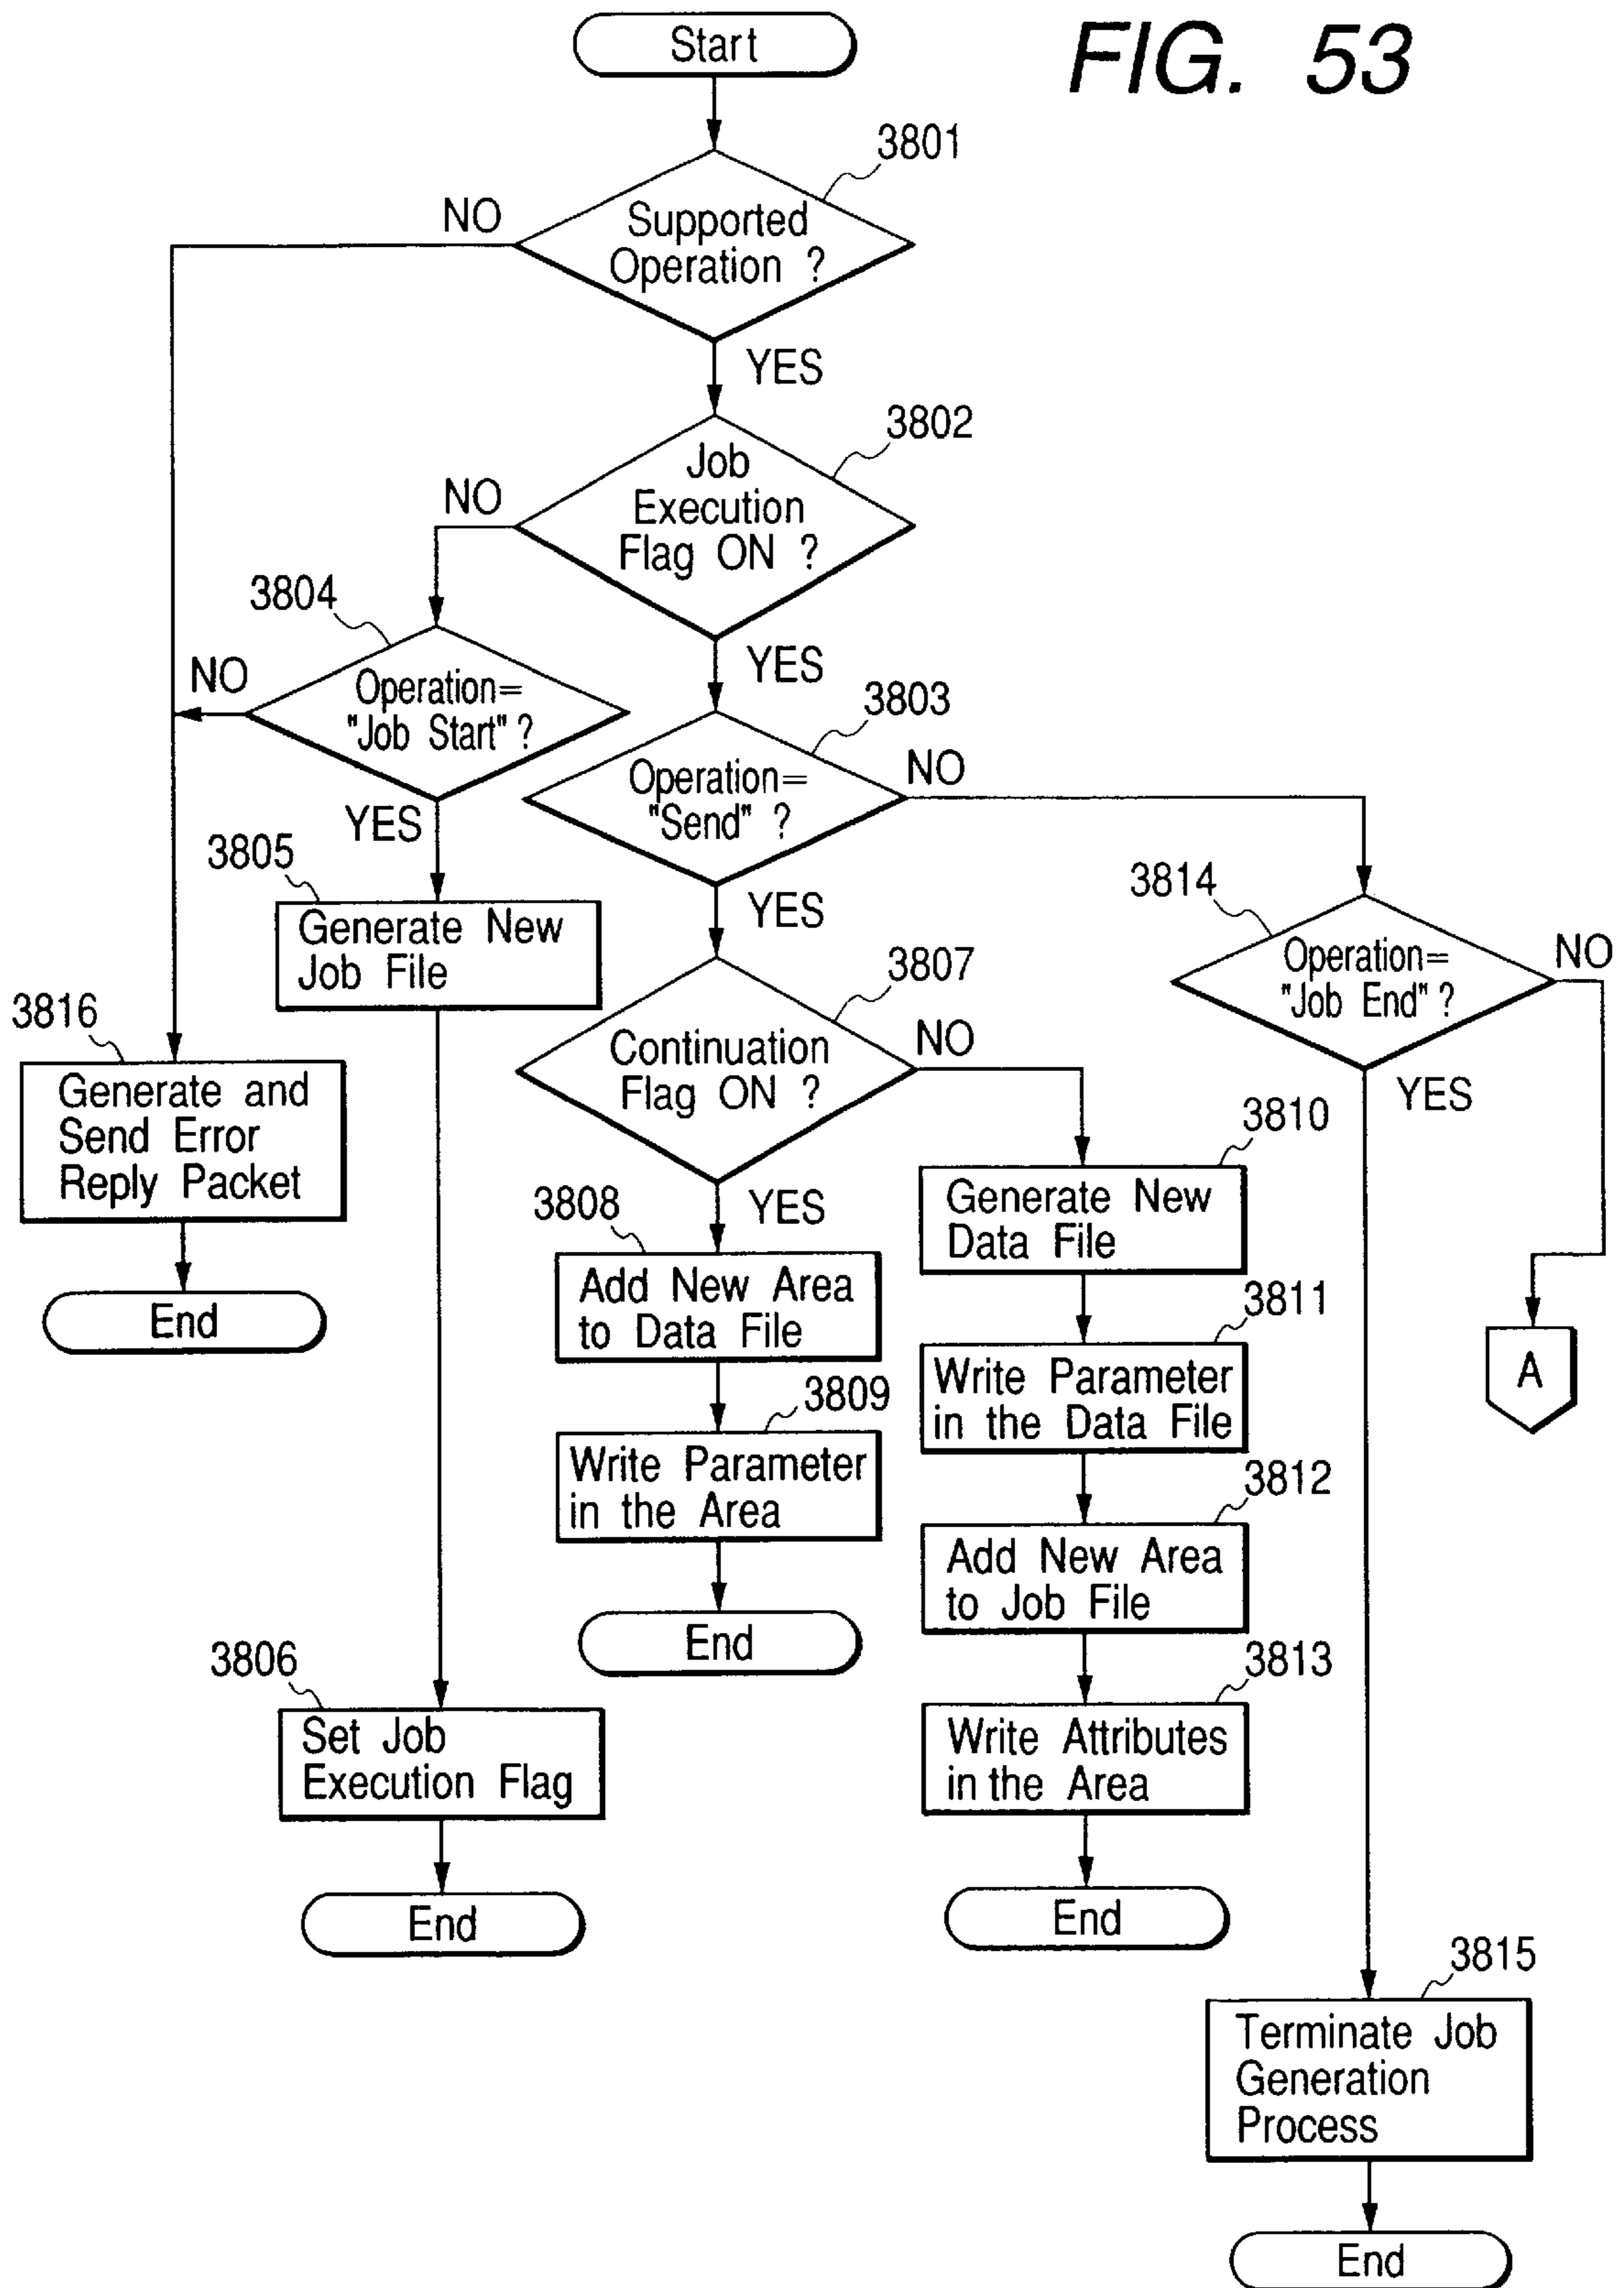 FIG. 53
Start
3801
Supported
Operation ?
NO
YES
3802
Job
Execution
Flag ON ?
NO
YES
3804
Operation=
"Job Start" ?
NO
YES
3803
Operation=
"Send" ?
NO
YES
3805
Generate New
Job File
3814
Operation=
"Job End" ?
NO
YES
3807
Continuation
Flag ON ?
NO
YES
3816
Generate and
Send Error
Reply Packet
End
3808
Add New Area
to Data File
3809
Write Parameter
in the Area
End
3810
Generate New
Data File
3811
Write Parameter
in the Data File
3812
Add New Area
to Job File
3813
Write Attributes
in the Area
End
A
3806
Set Job
Execution Flag
End
3815
Terminate Job
Generation
Process
End